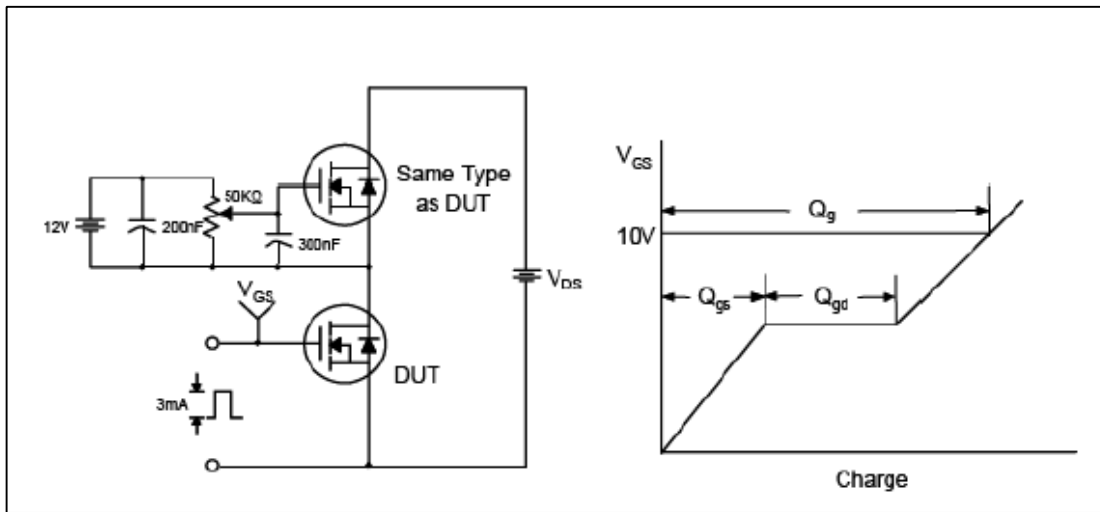 Same Type
as DUT
50KΩ
12V
200nF
300nF
VGS
VDS
DUT
3mA
VGS
Qg
10V
Qgs
Qgd
Charge